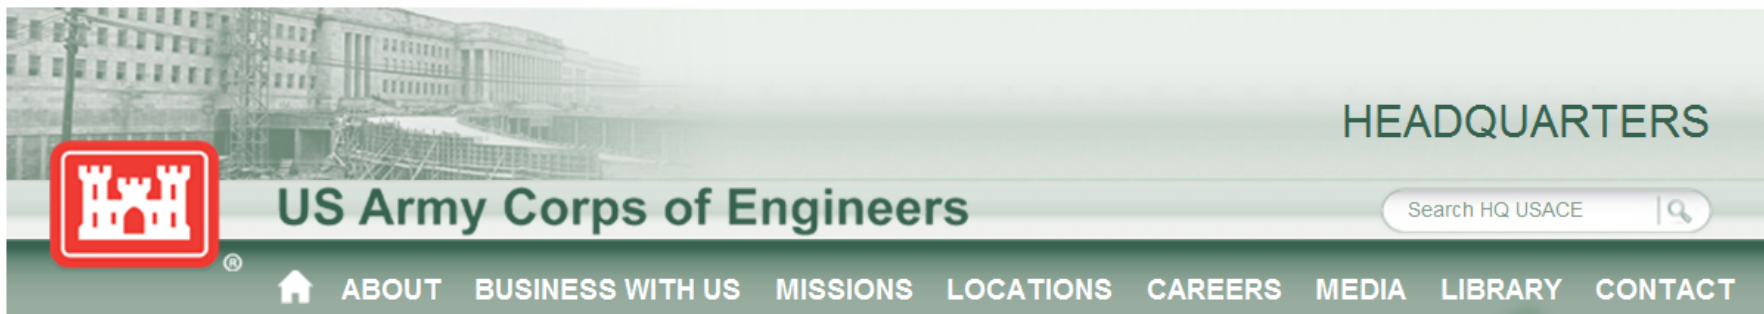 HEADQUARTERS
US Army Corps of Engineers
Search HQ USACE
®
ABOUT BUSINESS WITH US MISSIONS LOCATIONS CAREERS MEDIA LIBRARY CONTACT